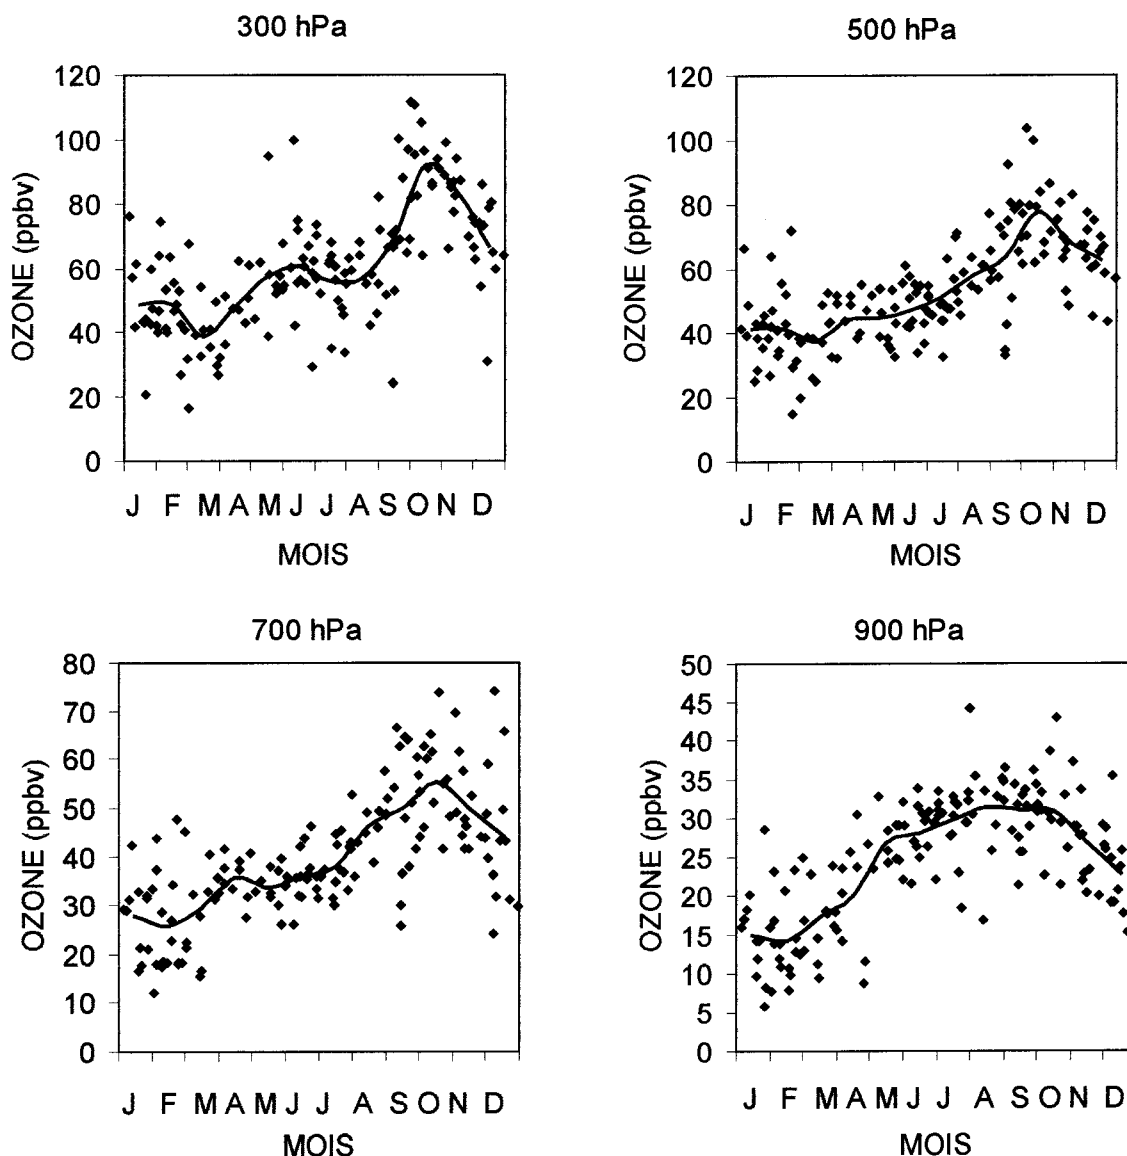 300 hPa
OZONE (ppbv)
120
100
80
60
40
20
0
J F M A M J J A S O N D
MOIS
500 hPa
OZONE (ppbv)
120
100
80
60
40
20
0
J F M A M J J A S O N D
MOIS
700 hPa
OZONE (ppbv)
80
70
60
50
40
30
20
10
0
J F M A M J J A S O N D
MOIS
900 hPa
OZONE (ppbv)
50
45
40
35
30
25
20
15
10
5
0
J F M A M J J A S O N D
MOIS